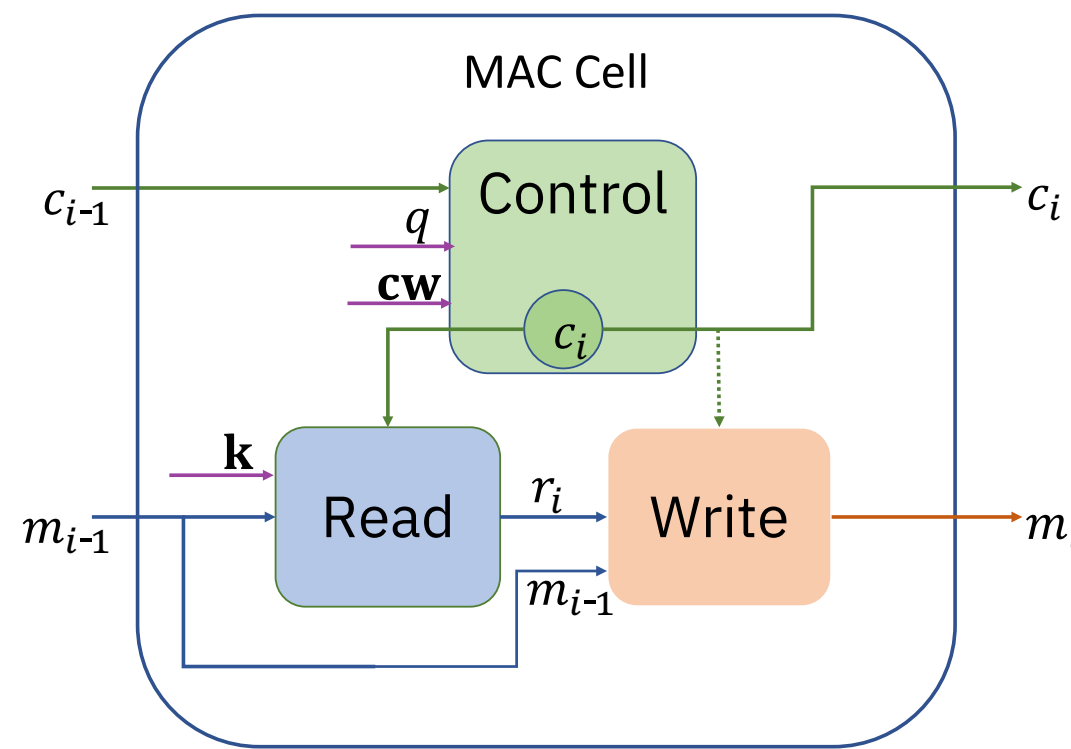 MAC Cell
Control
c_{i-1}
q
cw
c_i
c_i
k
Read
r_i
Write
m_{i-1}
m_{i-1}
m